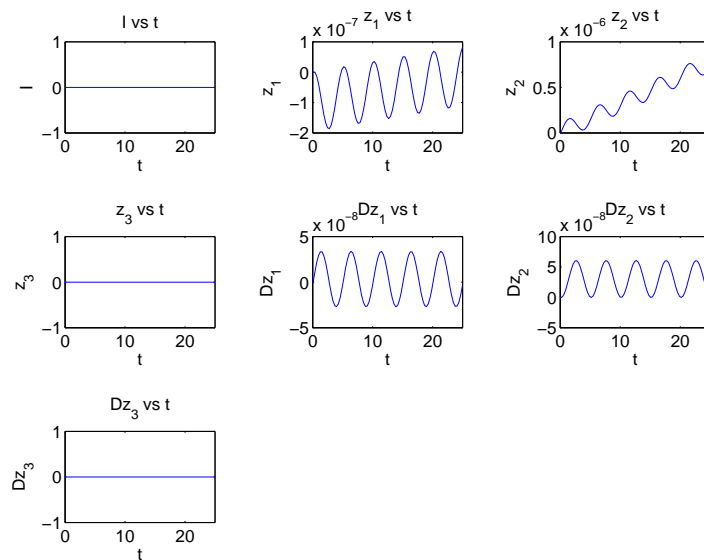 I vs t
1
0
−1
I
0 10 20
t
x 10^-7 z_1 vs t
1
0
−1
−2
z_1
0 10 20
t
x 10^-6 z_2 vs t
1
0.5
0
z_2
0 10 20
t
z_3 vs t
1
0
−1
z_3
0 10 20
t
x 10^-8 Dz_1 vs t
5
0
−5
Dz_1
0 10 20
t
x 10^-8 Dz_2 vs t
10
5
0
−5
Dz_2
0 10 20
t
Dz_3 vs t
1
0
−1
Dz_3
0 10 20
t